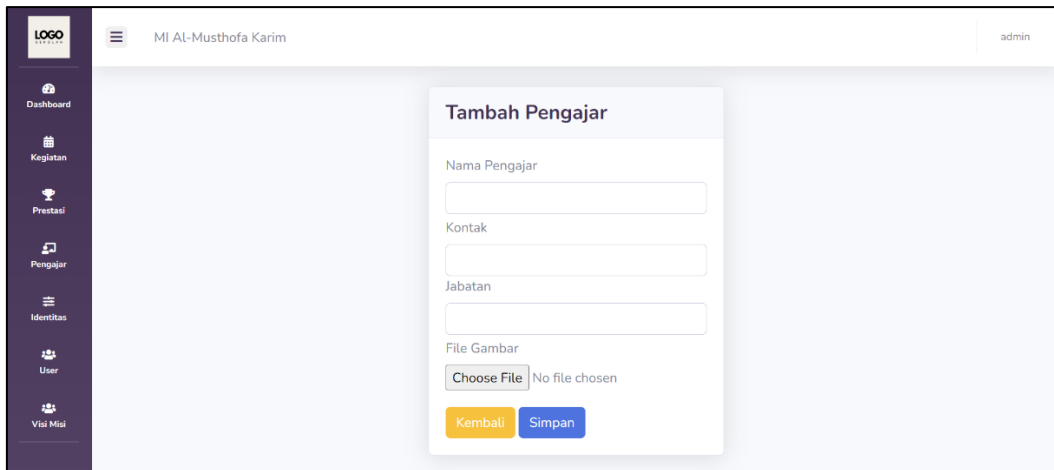 LOGO
SEKOLAH
MI Al-Musthofa Karim
admin
Dashboard
Kegiatan
Prestasi
Pengajar
Identitas
User
Visi Misi
Tambah Pengajar
Nama Pengajar
Kontak
Jabatan
File Gambar
Choose File No file chosen
Kembali Simpan